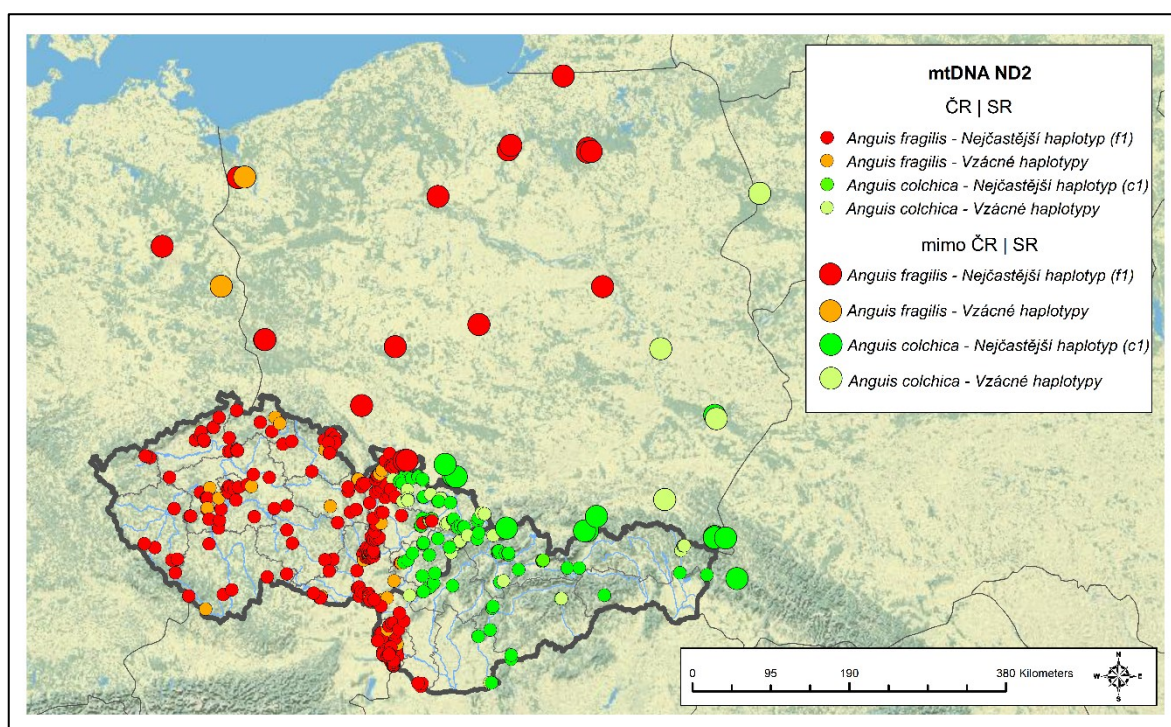 mtDNA ND2
ČR | SR
Anguis fragilis - Nejčastější haplotyp (f1)
Anguis fragilis - Vzácné haplotypy
Anguis colchica - Nejčastější haplotyp (c1)
Anguis colchica - Vzácné haplotypy
mimo ČR | SR
Anguis fragilis - Nejčastější haplotyp (f1)
Anguis fragilis - Vzácné haplotypy
Anguis colchica - Nejčastější haplotyp (c1)
Anguis colchica - Vzácné haplotypy
0 95 190 380 Kilometers
N
W E
S